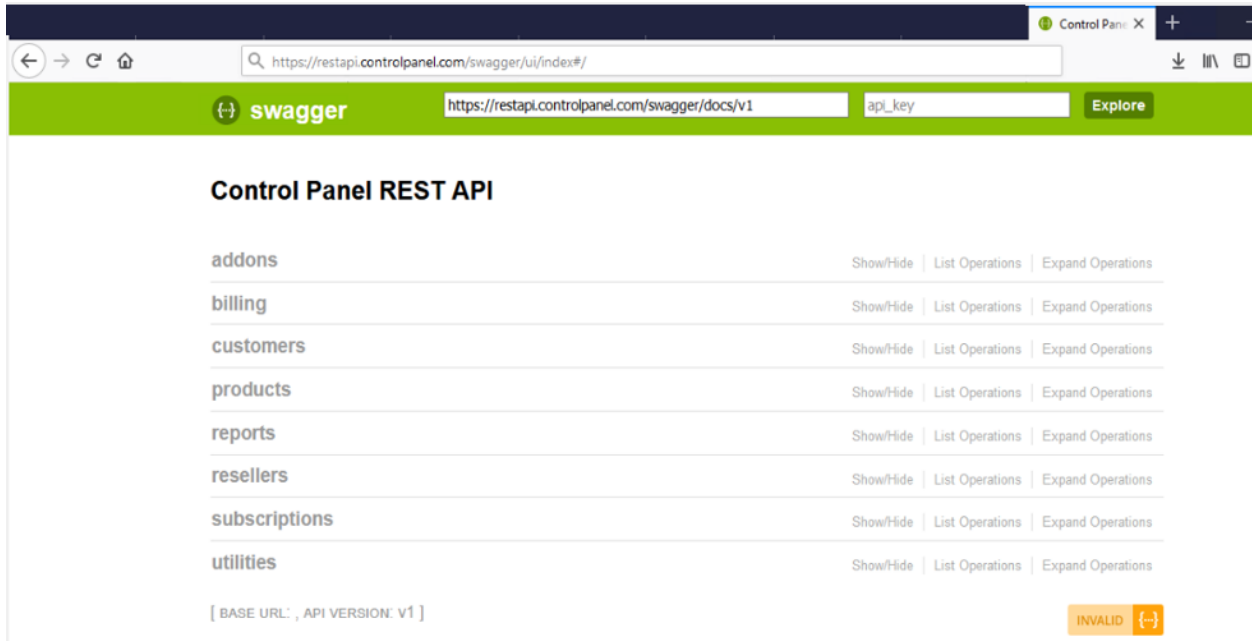 Control Pane
https://restapi.controlpanel.com/swagger/ui/index#/
swagger https://restapi.controlpanel.com/swagger/docs/v1 api_key Explore
Control Panel REST API
addons Show/Hide List Operations Expand Operations
billing Show/Hide List Operations Expand Operations
customers Show/Hide List Operations Expand Operations
products Show/Hide List Operations Expand Operations
reports Show/Hide List Operations Expand Operations
resellers Show/Hide List Operations Expand Operations
subscriptions Show/Hide List Operations Expand Operations
utilities Show/Hide List Operations Expand Operations
[ BASE URL: , API VERSION: v1 ] INVALID {...}